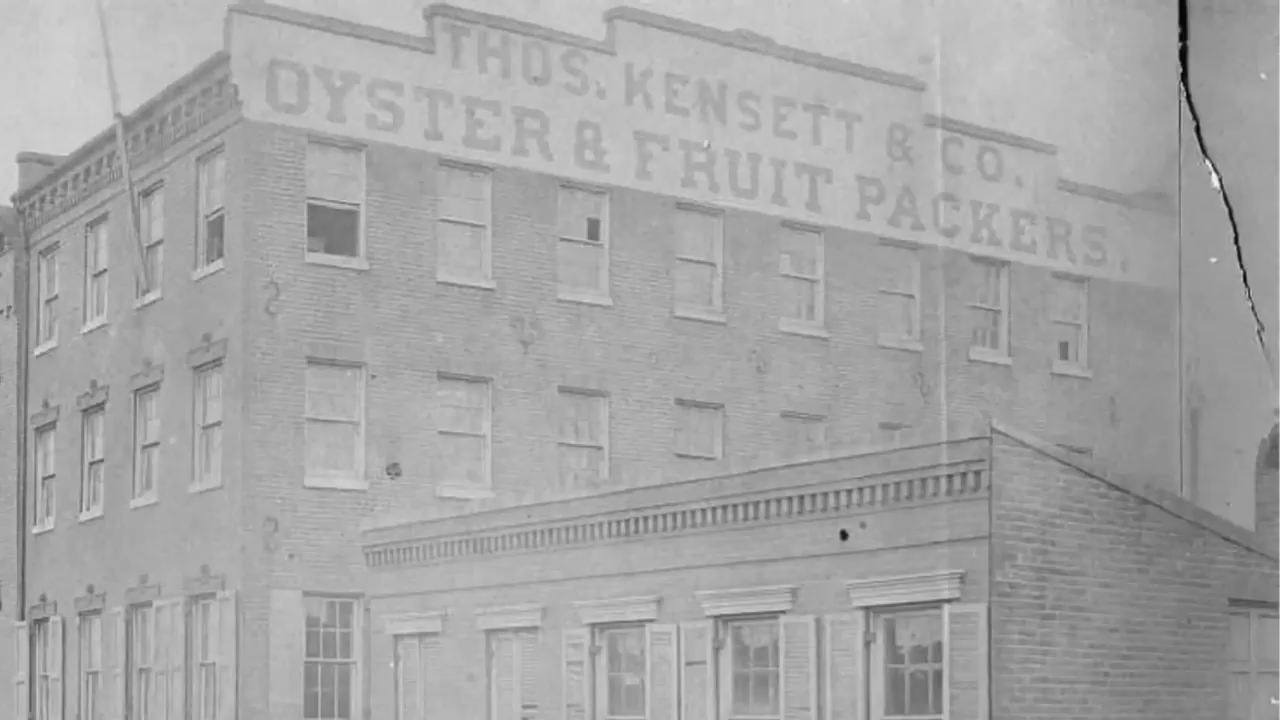 THOS. KENSETT & CO.
OYSTER & FRUIT PACKERS.